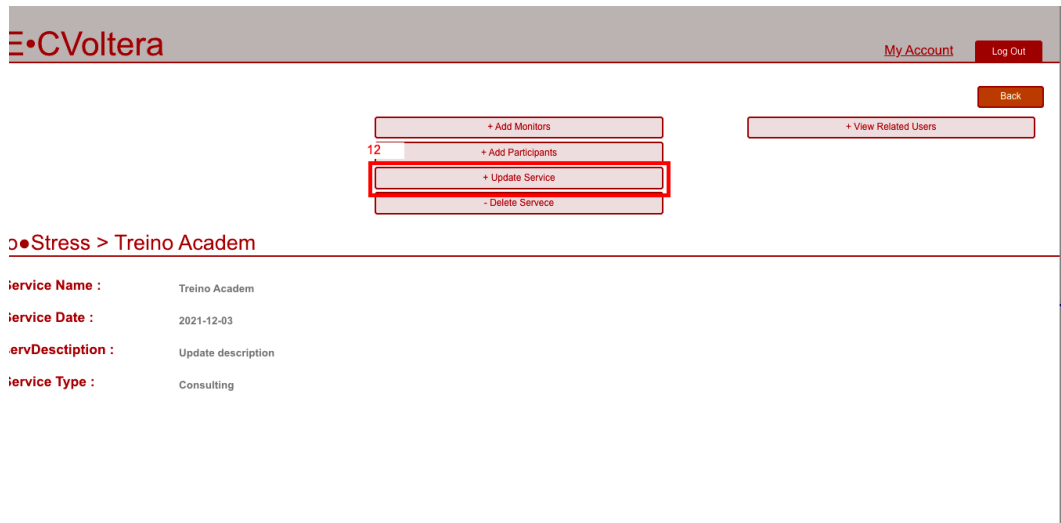 E•CVoltera
My Account
Log Out
Back
+ Add Monitors
+ View Related Users
12
+ Add Participants
+ Update Service
- Delete Servece
o●Stress > Treino Academ
Service Name :
Treino Academ
Service Date :
2021-12-03
ervDesctiption :
Update description
Service Type :
Consulting